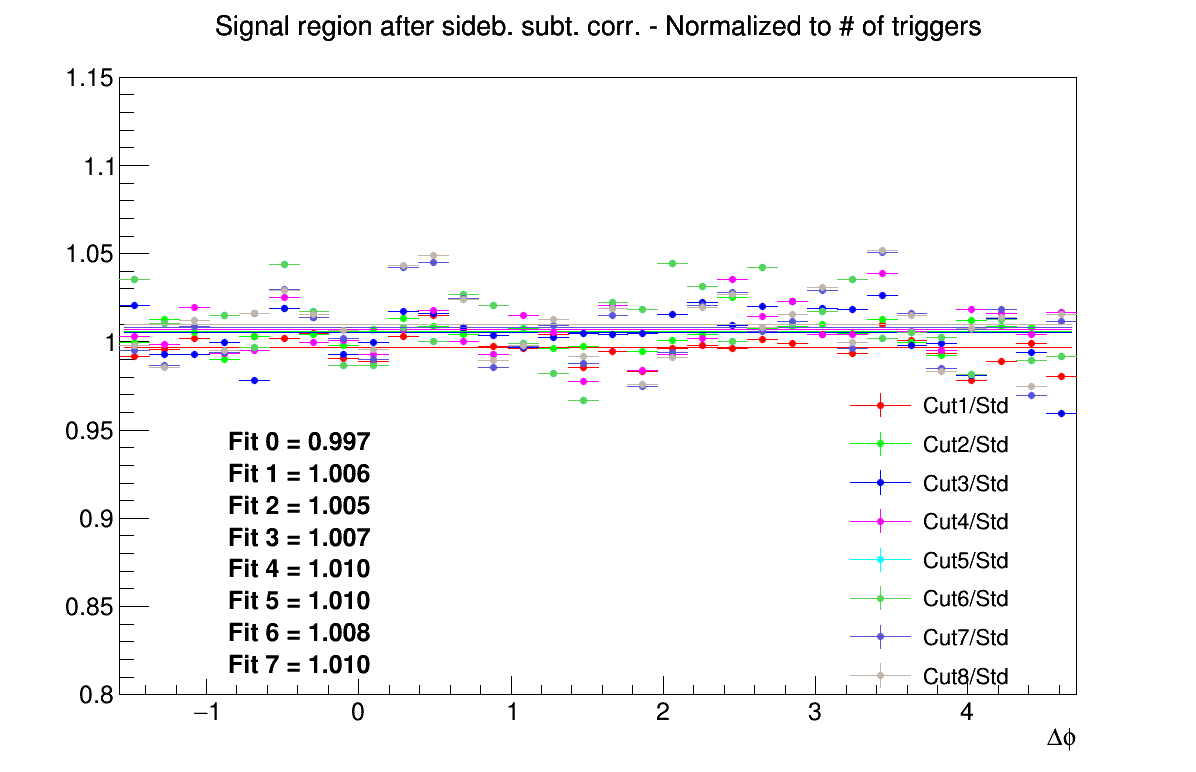 Signal region after sideb. subt. corr. - Normalized to # of triggers
1.15
1.1
1.05
1
0.95
0.9
0.85
0.8
Fit 0 = 0.997
Fit 1 = 1.006
Fit 2 = 1.005
Fit 3 = 1.007
Fit 4 = 1.010
Fit 5 = 1.010
Fit 6 = 1.008
Fit 7 = 1.010
Cut1/Std
Cut2/Std
Cut3/Std
Cut4/Std
Cut5/Std
Cut6/Std
Cut7/Std
Cut8/Std
−1 0 1 2 3 4
Δϕ